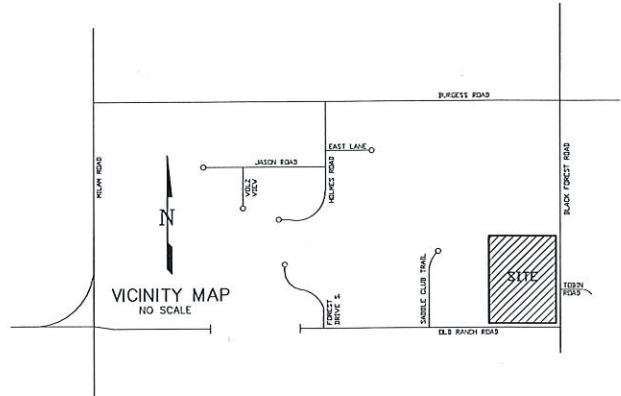 BURGESS ROAD
EAST LANE
JASON ROAD
MILAM ROAD
VOLZ
VIEW
HOLMES ROAD
BLACK FOREST ROAD
N
VICINITY MAP
NO SCALE
FOREST
DRIVE S.
SADDLE CLUB TRAIL
SITE
TOBIN
ROAD
OLD RANCH ROAD